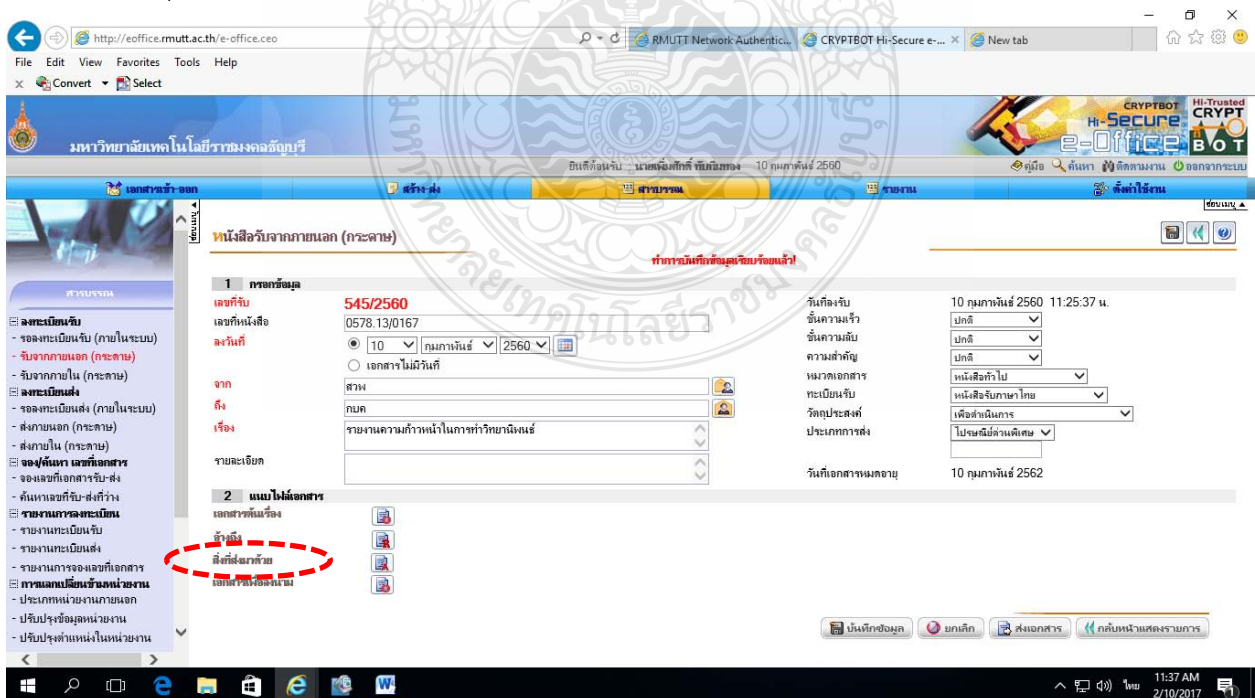 http://eoffice.rmutt.ac.th/e-office.ceo
RMUTT Network Authentic...
CRYPTBOT Hi-Secure e-...
New tab
File Edit View Favorites Tools Help
x Convert Select
มหาวิทยาลัยเทคโนโลยีราชมงคลธัญบุรี
CRYPTBOT
Hi-Secure
e-Office
Hi-Trusted
CRYPT
BOT
ยินดีต้อนรับ : นายเพิ่มศักดิ์ ทับทิมทอง 10 กุมภาพันธ์ 2560
คู่มือ ค้นหา ติดตามงาน ออกจากระบบ
เอกสารเข้า-ออก
สร้าง-ส่ง
สารบรรณ
รายงาน
ตั้งค่าใช้งาน
ซ่อนเมนู
ซ่อนเมนู
หนังสือรับจากภายนอก (กระดาษ)
ทำการบันทึกข้อมูลเรียบร้อยแล้ว!
สารบรรณ
ลงทะเบียนรับ
- รอลงทะเบียนรับ (ภายในระบบ)
- รับจากภายนอก (กระดาษ)
- รับจากภายใน (กระดาษ)
ลงทะเบียนส่ง
- รอลงทะเบียนส่ง (ภายในระบบ)
- ส่งภายนอก (กระดาษ)
- ส่งภายใน (กระดาษ)
จอง/ค้นหา เลขที่เอกสาร
- จองเลขที่เอกสารรับ-ส่ง
- ค้นหาเลขที่รับ-ส่งที่ว่าง
รายงานการลงทะเบียน
- รายงานทะเบียนรับ
- รายงานทะเบียนส่ง
- รายงานการจองเลขที่เอกสาร
การแลกเปลี่ยนข้ามหน่วยงาน
- ประเภทหน่วยงานภายนอก
- ปรับปรุงข้อมูลหน่วยงาน
- ปรับปรุงตำแหน่งในหน่วยงาน
1 กรอกข้อมูล
เลขที่รับ 545/2560
เลขที่หนังสือ 0578.13/0167
ลงวันที่ 10 กุมภาพันธ์ 2560
เอกสารไม่มีวันที่
จาก สวพ
ถึง กบค
เรื่อง รายงานความก้าวหน้าในการทำวิทยานิพนธ์
รายละเอียด
วันที่ลงรับ 10 กุมภาพันธ์ 2560 11:25:37 น.
ชั้นความเร็ว ปกติ
ชั้นความลับ ปกติ
ความสำคัญ ปกติ
หมวดเอกสาร หนังสือทั่วไป
ทะเบียนรับ หนังสือรับภาษาไทย
วัตถุประสงค์ เพื่อดำเนินการ
ประเภทการส่ง ไปรษณีย์ด่วนพิเศษ
วันที่เอกสารหมดอายุ 10 กุมภาพันธ์ 2562
2 แนบไฟล์เอกสาร
เอกสารต้นเรื่อง
อ้างถึง
สิ่งที่ส่งมาด้วย
เอกสารเพื่อลงนาม
บันทึกข้อมูล ยกเลิก ส่งเอกสาร กลับหน้าแสดงรายการ
ไทย
11:37 AM
2/10/2017